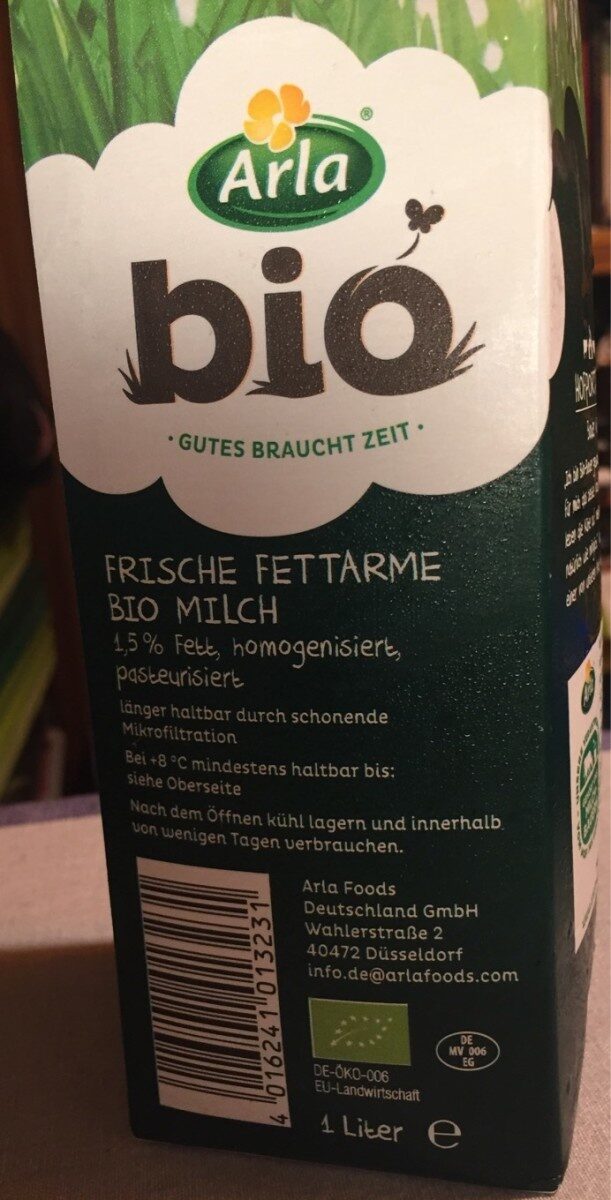 Arla ®
bio
• GUTES BRAUCHT ZEIT •
FRISCHE FETTARME
BIO MILCH
1,5 % Fett, homogenisiert,
pasteurisiert
länger haltbar durch schonende
Mikrofiltration
Bei +8 °C mindestens haltbar bis:
siehe Oberseite
Nach dem Öffnen kühl lagern und innerhalb
von wenigen Tagen verbrauchen.
Arla Foods
Deutschland GmbH
Wahlerstraße 2
40472 Düsseldorf
info.de@arlafoods.com
4 016241 013231
DE
MV 006
EG
DE-ÖKO-006
EU-Landwirtschaft
1 Liter ℮
Arla